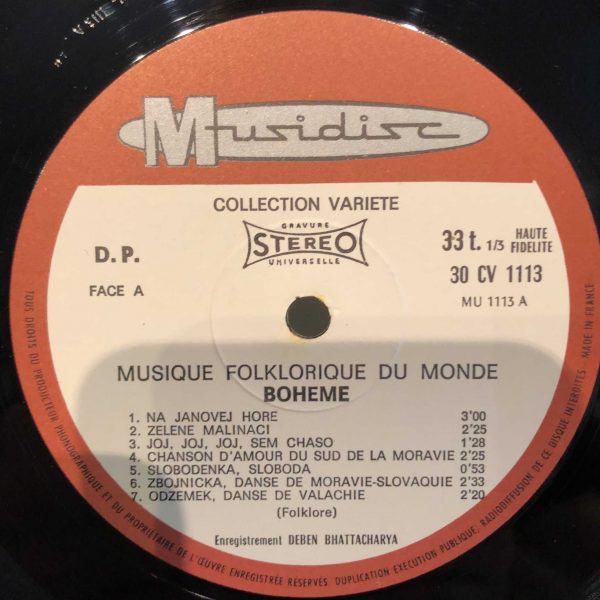 Musidisc
COLLECTION VARIETE
GRAVURE
STEREO
UNIVERSELLE
D.P.
FACE A
33 t. 1/3 HAUTE FIDELITE
30 CV 1113
MU 1113 A
MUSIQUE FOLKLORIQUE DU MONDE
BOHEME
1. NA JANOVEJ HORE 3'00
2. ZELENE MALINACI 2'25
3. JOJ, JOJ, JOJ, SEM CHASO 1'28
4. CHANSON D'AMOUR DU SUD DE LA MORAVIE 2'25
5. SLOBODENKA, SLOBODA 0'53
6. ZBOJNICKA, DANSE DE MORAVIE-SLOVAQUIE 2'33
7. ODZEMEK, DANSE DE VALACHIE 2'20
(Folklore)
Enregistrement DEBEN BHATTACHARYA
TOUS DROITS DU PRODUCTEUR PHONOGRAPHIQUE ET DU PROPRIÉTAIRE DE L'ŒUVRE ENREGISTRÉE RÉSERVÉS. DUPLICATION EXÉCUTION PUBLIQUE, RADIODIFFUSION DE CE DISQUE INTERDITES - MADE IN FRANCE